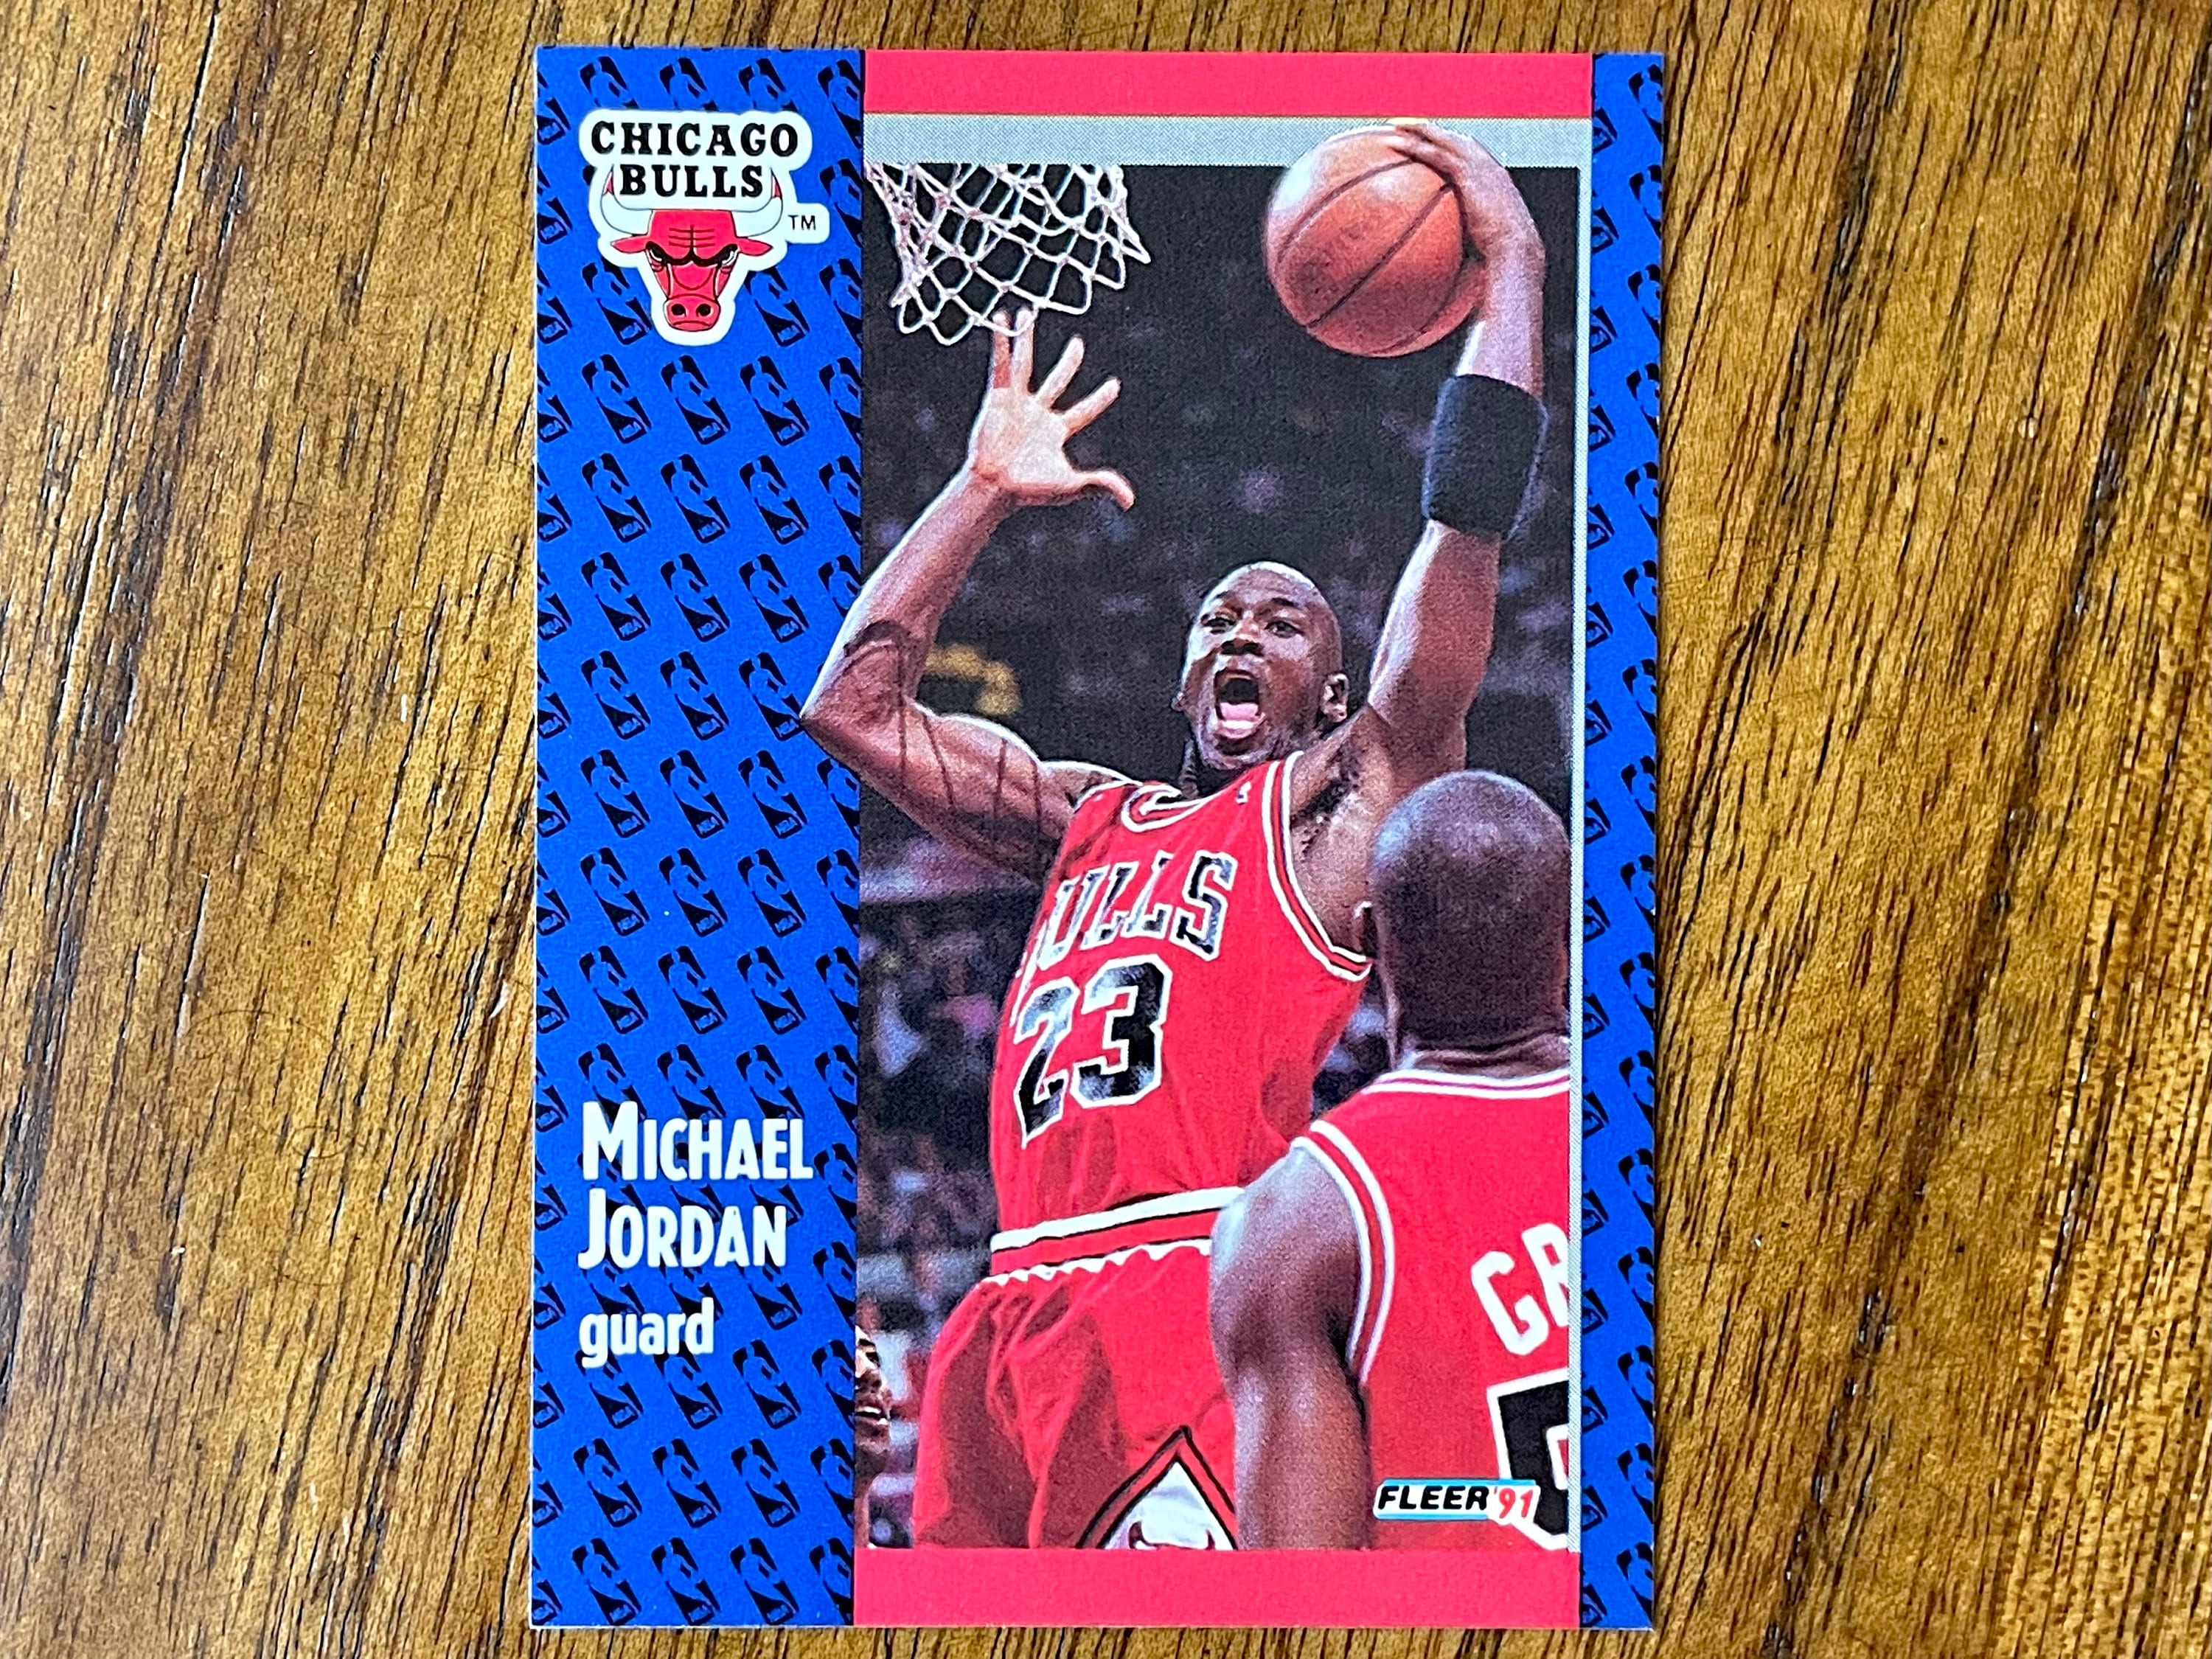 CHICAGO
BULLS
TM
BULLS
23
GR
MICHAEL
JORDAN
guard
FLEER '91